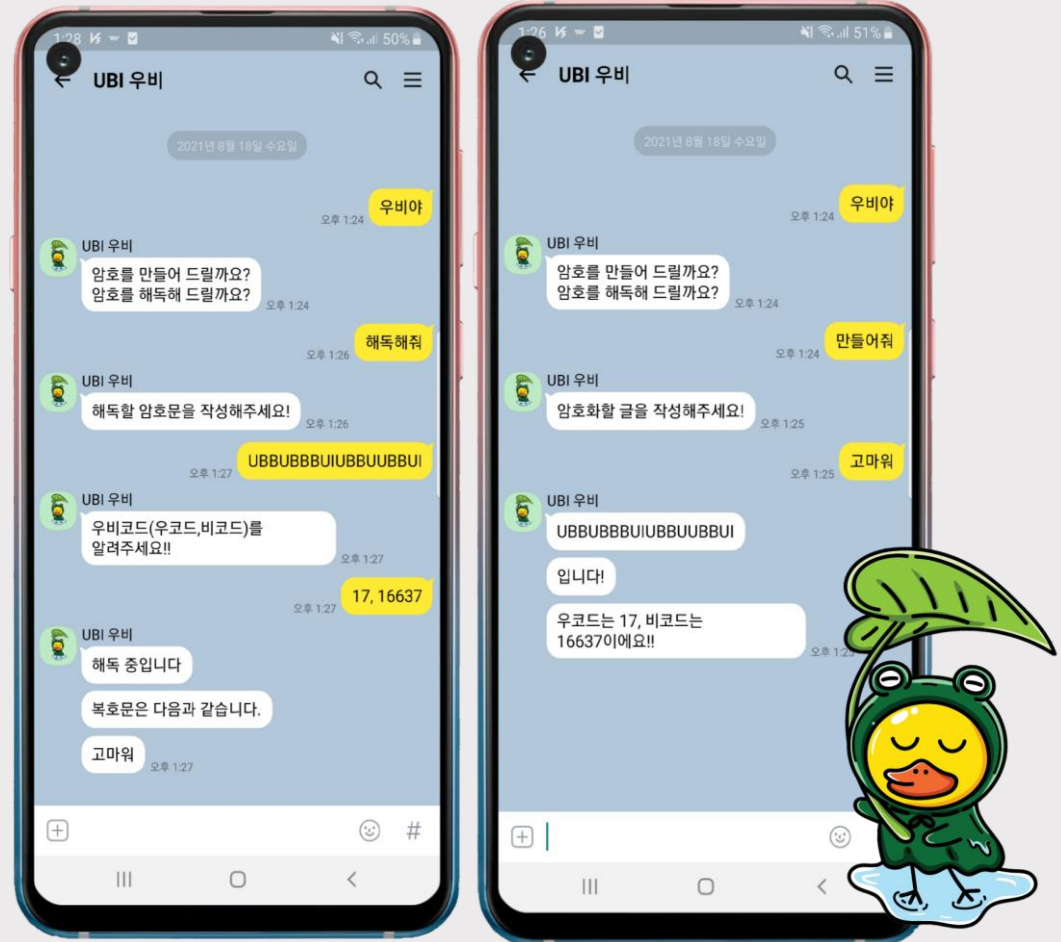 1:28
50%
UBI 우비
2021년 8월 18일 수요일
우비야
오후 1:24
UBI 우비
암호를 만들어 드릴까요?
암호를 해독해 드릴까요?
오후 1:24
해독해줘
오후 1:26
UBI 우비
해독할 암호문을 작성해주세요!
오후 1:26
UBBUBBBUIUBBUUBBUI
오후 1:27
UBI 우비
우비코드(우코드,비코드)를
알려주세요!!
오후 1:27
17, 16637
오후 1:27
UBI 우비
해독 중입니다
복호문은 다음과 같습니다.
고마워
오후 1:27
#
1:26
51%
UBI 우비
2021년 8월 18일 수요일
우비야
오후 1:24
UBI 우비
암호를 만들어 드릴까요?
암호를 해독해 드릴까요?
오후 1:24
만들어줘
오후 1:24
UBI 우비
암호화할 글을 작성해주세요!
오후 1:25
고마워
오후 1:25
UBI 우비
UBBUBBBUIUBBUUBBUI
입니다!
우코드는 17, 비코드는
16637이에요!!
오후 1:25